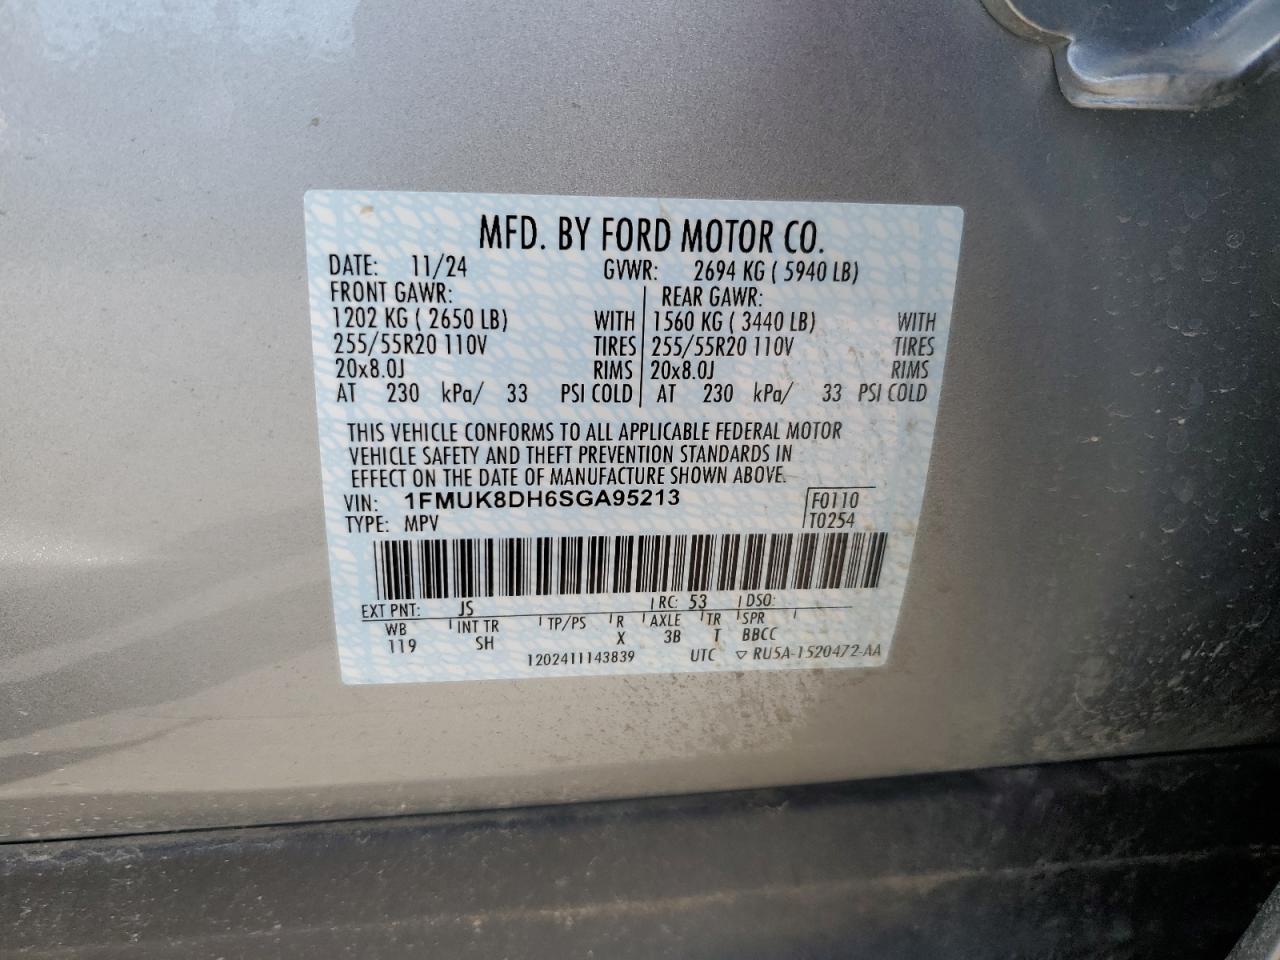 MFD. BY FORD MOTOR CO.
DATE: 11/24 GVWR: 2694 KG ( 5940 LB)
FRONT GAWR: REAR GAWR:
1202 KG ( 2650 LB) WITH 1560 KG ( 3440 LB) WITH
255/55R20 110V TIRES 255/55R20 110V TIRES
20x8.0J RIMS 20x8.0J RIMS
AT 230 kPa/ 33 PSI COLD AT 230 kPa/ 33 PSI COLD
THIS VEHICLE CONFORMS TO ALL APPLICABLE FEDERAL MOTOR
VEHICLE SAFETY AND THEFT PREVENTION STANDARDS IN
EFFECT ON THE DATE OF MANUFACTURE SHOWN ABOVE.
VIN: 1FMUK8DH6SGA95213 F0110
TYPE: MPV T0254
EXT PNT: JS RC: 53 DSO:
WB INT TR TP/PS R AXLE TR SPR
119 SH X 3B T BBCC
1202411143839 UTC ▽ RU5A-1520472-AA